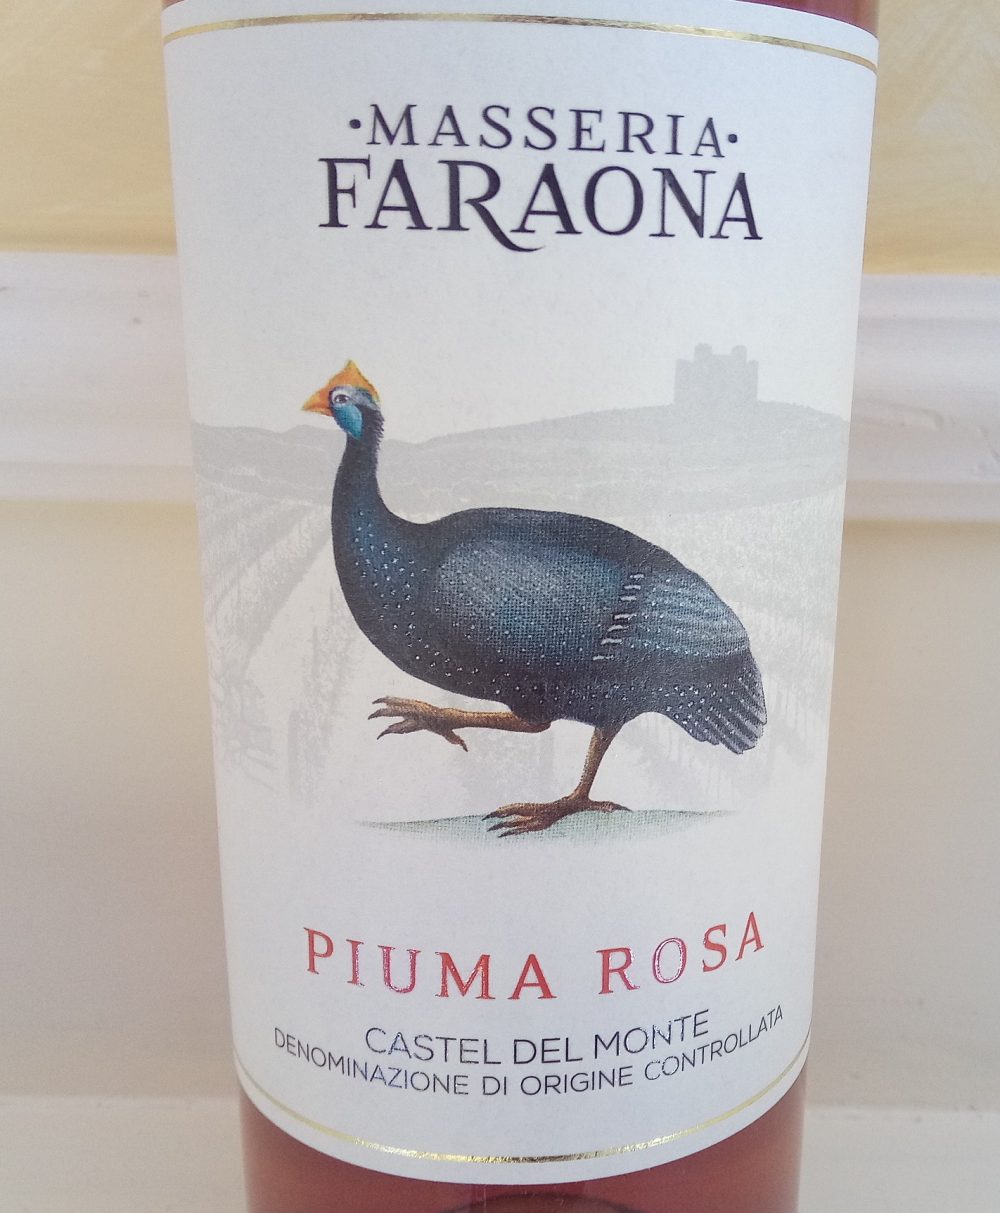 ·MASSERIA·
FARAONA
PIUMA ROSA
CASTEL DEL MONTE
DENOMINAZIONE DI ORIGINE CONTROLLATA